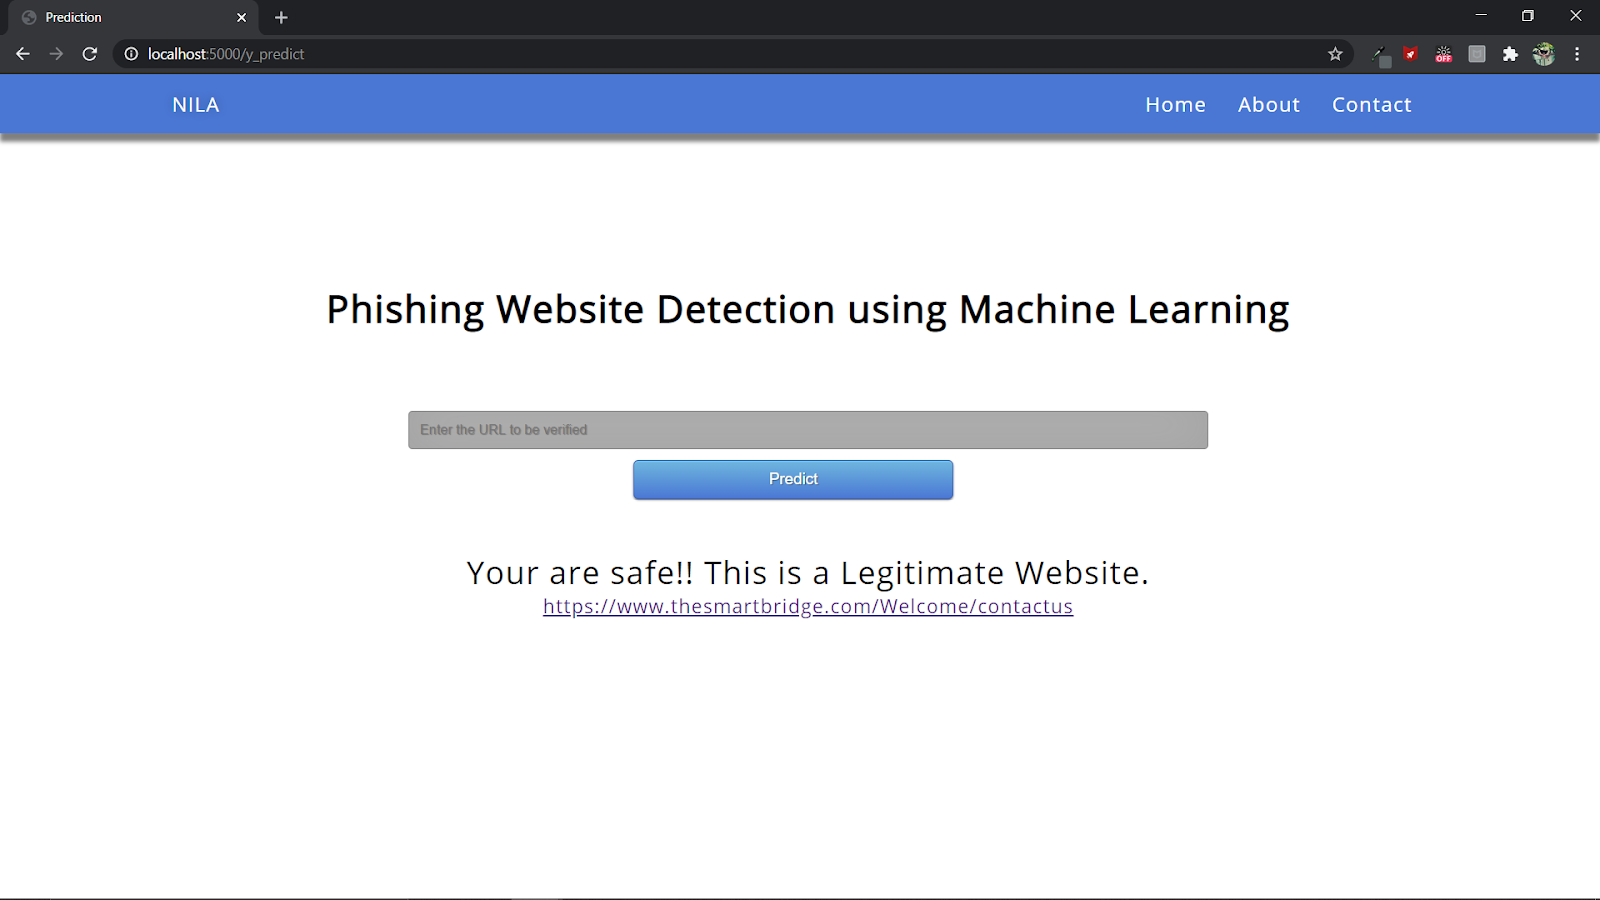 Prediction
localhost:5000/y_predict
OFF
NILA
Home About Contact
Phishing Website Detection using Machine Learning
Enter the URL to be verified
Predict
Your are safe!! This is a Legitimate Website.
https://www.thesmartbridge.com/Welcome/contactus